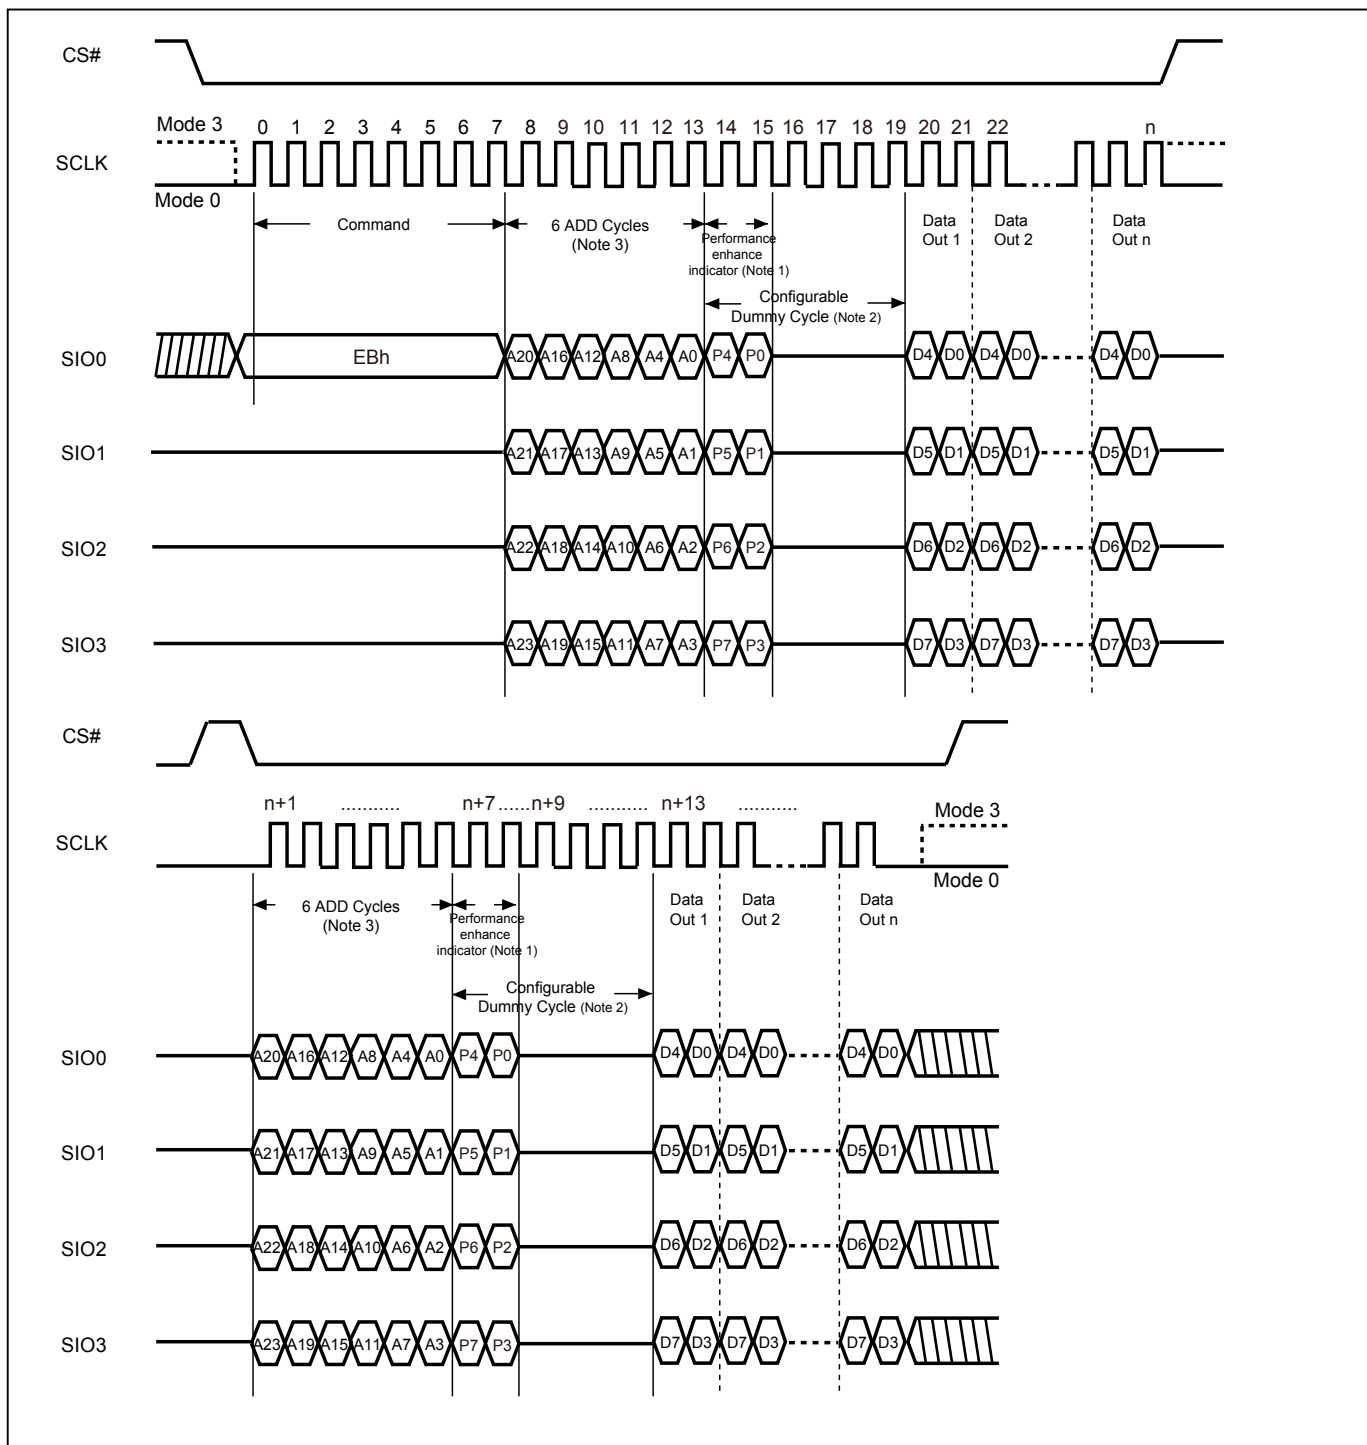 CS#
Mode 3 0 1 2 3 4 5 6 7 8 9 10 11 12 13 14 15 16 17 18 19 20 21 22 n
SCLK
Mode 0
Command 6 ADD Cycles (Note 3) Performance enhance indicator (Note 1) Data Out 1 Data Out 2 Data Out n
Configurable Dummy Cycle (Note 2)
SIO0 EBh A20 A16 A12 A8 A4 A0 P4 P0 D4 D0 D4 D0 D4 D0
SIO1 A21 A17 A13 A9 A5 A1 P5 P1 D5 D1 D5 D1 D5 D1
SIO2 A22 A18 A14 A10 A6 A2 P6 P2 D6 D2 D6 D2 D6 D2
SIO3 A23 A19 A15 A11 A7 A3 P7 P3 D7 D3 D7 D3 D7 D3
CS#
n+1 ........... n+7 ......n+9 ........... n+13 ........... Mode 3
SCLK
Mode 0
6 ADD Cycles (Note 3) Performance enhance indicator (Note 1) Data Out 1 Data Out 2 Data Out n
Configurable Dummy Cycle (Note 2)
SIO0 A20 A16 A12 A8 A4 A0 P4 P0 D4 D0 D4 D0 D4 D0
SIO1 A21 A17 A13 A9 A5 A1 P5 P1 D5 D1 D5 D1 D5 D1
SIO2 A22 A18 A14 A10 A6 A2 P6 P2 D6 D2 D6 D2 D6 D2
SIO3 A23 A19 A15 A11 A7 A3 P7 P3 D7 D3 D7 D3 D7 D3